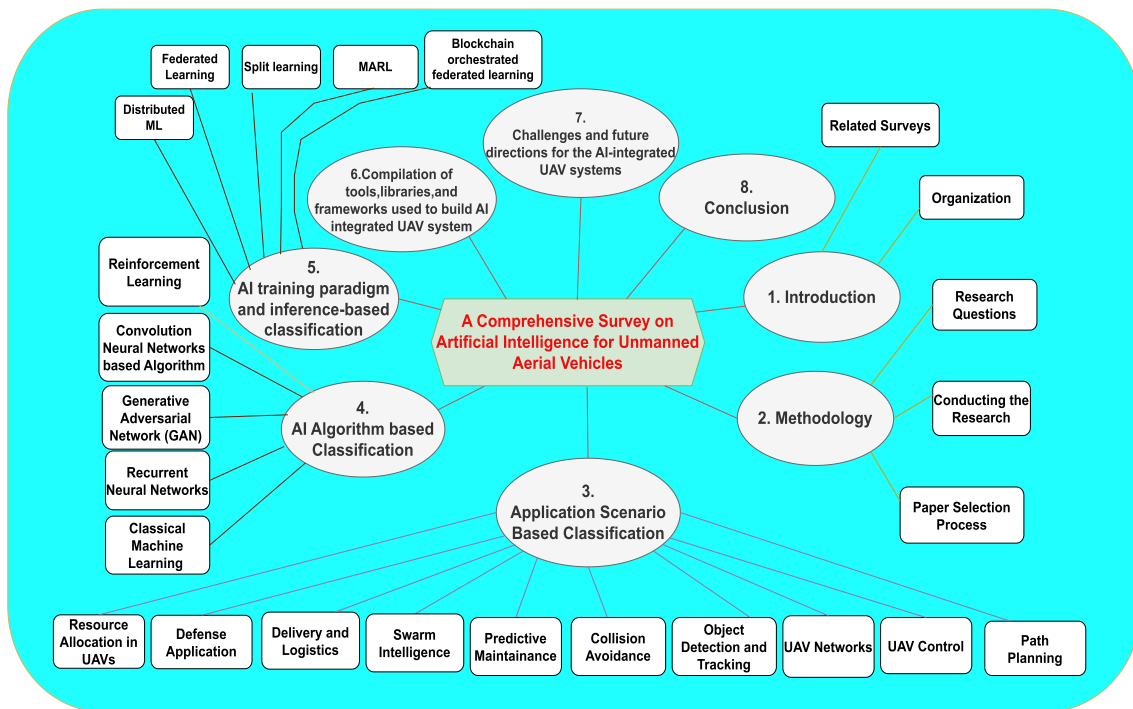 Blockchain
orchestrated
federated learning
Federated
Learning
Split learning
MARL
Distributed
ML
7.
Challenges and future
directions for the AI-integrated
UAV systems
Related Surveys
6.Compilation of
tools,libraries,and
frameworks used to build AI
integrated UAV system
8.
Conclusion
Organization
Reinforcement
Learning
5.
AI training paradigm
and inference-based
classification
1. Introduction
Research
Questions
Convolution
Neural Networks
based Algorithm
A Comprehensive Survey on
Artificial Intelligence for Unmanned
Aerial Vehicles
Generative
Adversarial
Network (GAN)
4.
AI Algorithm based
Classification
2. Methodology
Conducting the
Research
Recurrent
Neural Networks
3.
Application Scenario
Based Classification
Paper Selection
Process
Classical
Machine
Learning
Resource
Allocation in
UAVs
Defense
Application
Delivery and
Logistics
Swarm
Intelligence
Predictive
Maintainance
Collision
Avoidance
Object
Detection and
Tracking
UAV Networks
UAV Control
Path
Planning